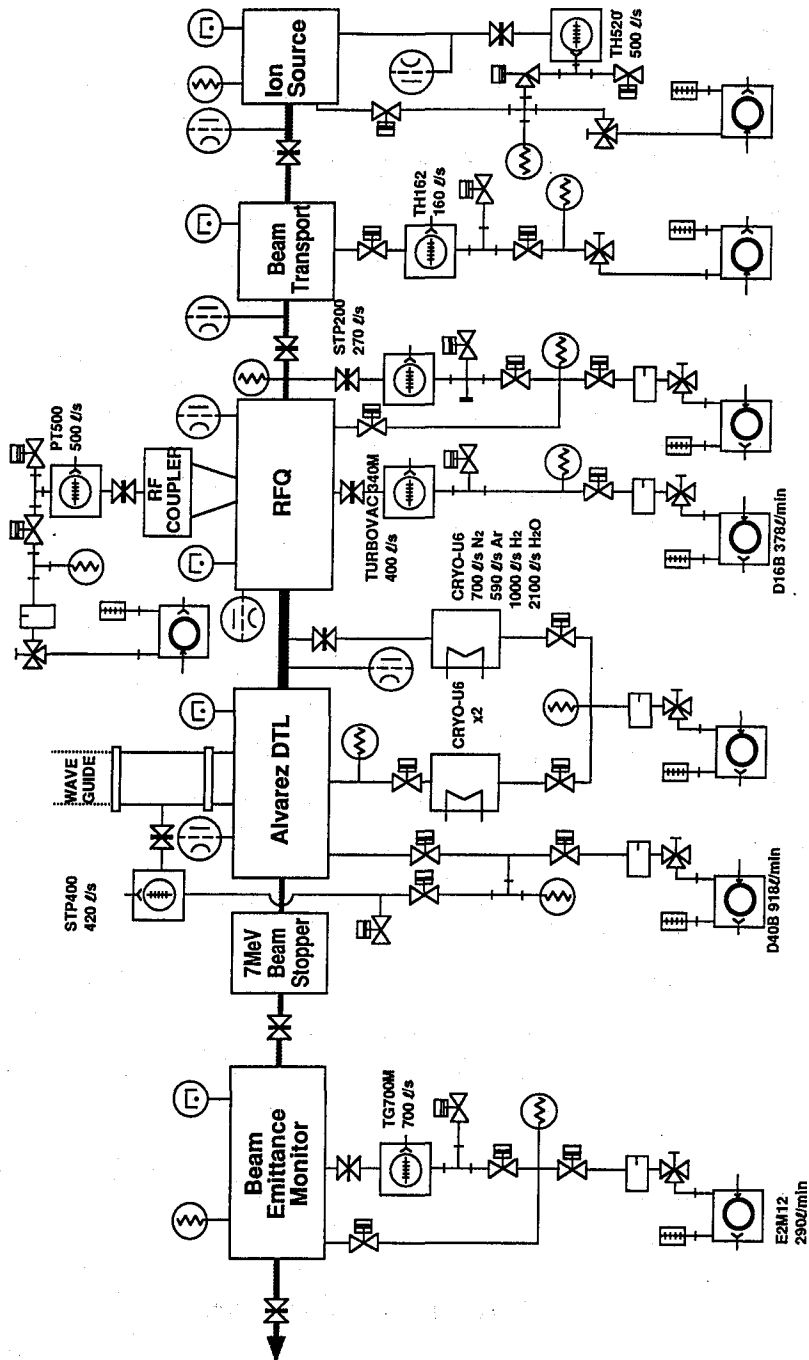 Ion
Source
TH520
500 ℓ/s
Beam
Transport
TH162
160 ℓ/s
STP200
270 ℓ/s
PT500
500 ℓ/s
RF
COUPLER
RFQ
TURBOVAC 340M
400 ℓ/s
D16B 378ℓ/min
CRYO-U6
700 ℓ/s N2
590 ℓ/s Ar
1000 ℓ/s H2
2100 ℓ/s H2O
CRYO-U6
x2
WAVE
GUIDE
Alvarez DTL
STP400
420 ℓ/s
D40B 918ℓ/min
7MeV
Beam
Stopper
Beam
Emittance
Monitor
TG700M
700 ℓ/s
E2M12
290ℓ/min